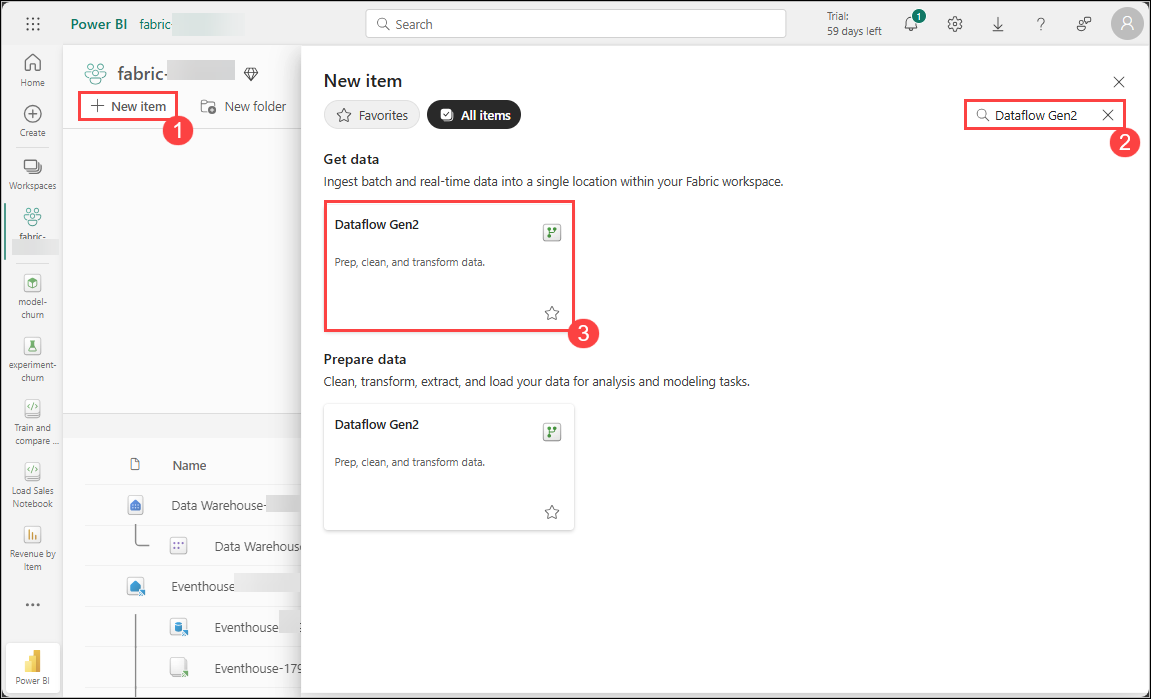 Power BI fabric
Search
Trial:
59 days left
1
Home
Create
Workspaces
fabric-
model-
churn
experiment-
churn
Train and
compare ...
Load Sales
Notebook
Revenue by
Item
Power BI
fabric-
New item
1
New folder
Name
Data Warehouse-
Data Warehouse
Eventhouse
Eventhouse
Eventhouse-179
New item
Favorites
All items
Dataflow Gen2
2
Get data
Ingest batch and real-time data into a single location within your Fabric workspace.
Dataflow Gen2
Prep, clean, and transform data.
3
Prepare data
Clean, transform, extract, and load your data for analysis and modeling tasks.
Dataflow Gen2
Prep, clean, and transform data.